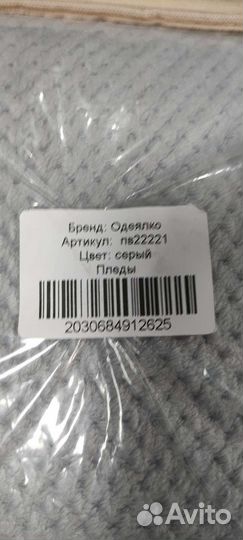 Бренд: Одеялко
Артикул: пв22221
Цвет: серый
Пледы
2030684912625
Avito